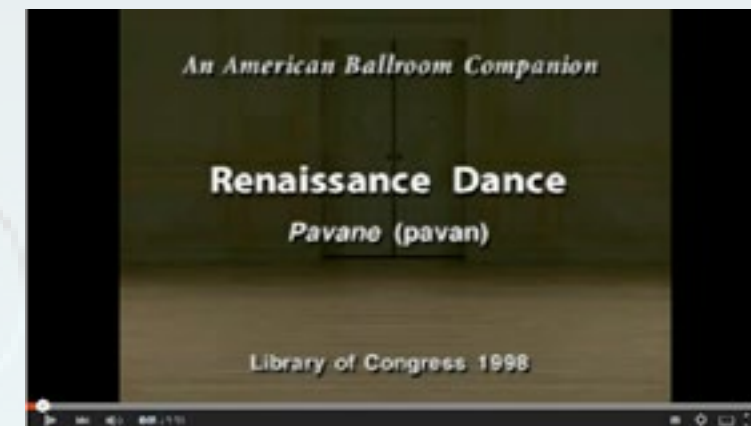 An American Ballroom Companion
Renaissance Dance
Pavane (pavan)
Library of Congress 1998